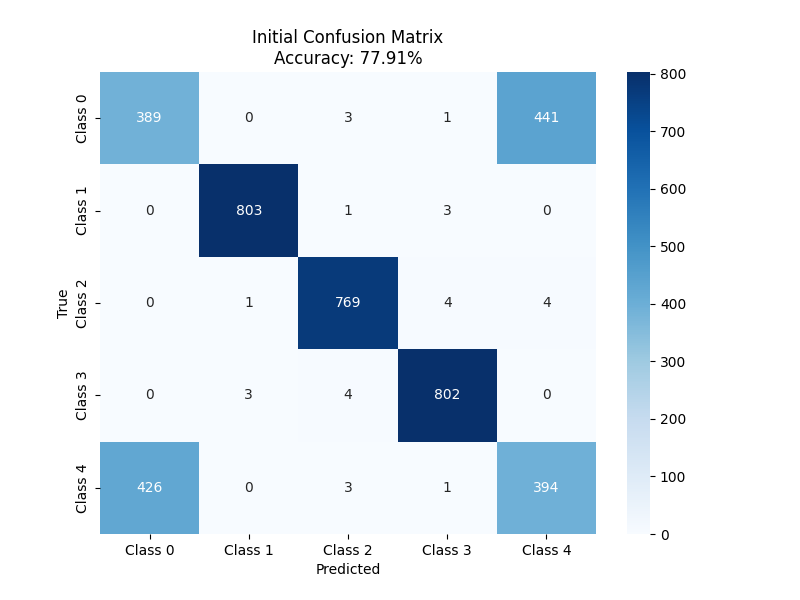 Initial Confusion Matrix
Accuracy: 77.91%
Class 0
389 0 3 1 441
Class 1
0 803 1 3 0
Class 2
0 1 769 4 4
Class 3
0 3 4 802 0
Class 4
426 0 3 1 394
True
Class 0 Class 1 Class 2 Class 3 Class 4
Predicted
800
700
600
500
400
300
200
100
0